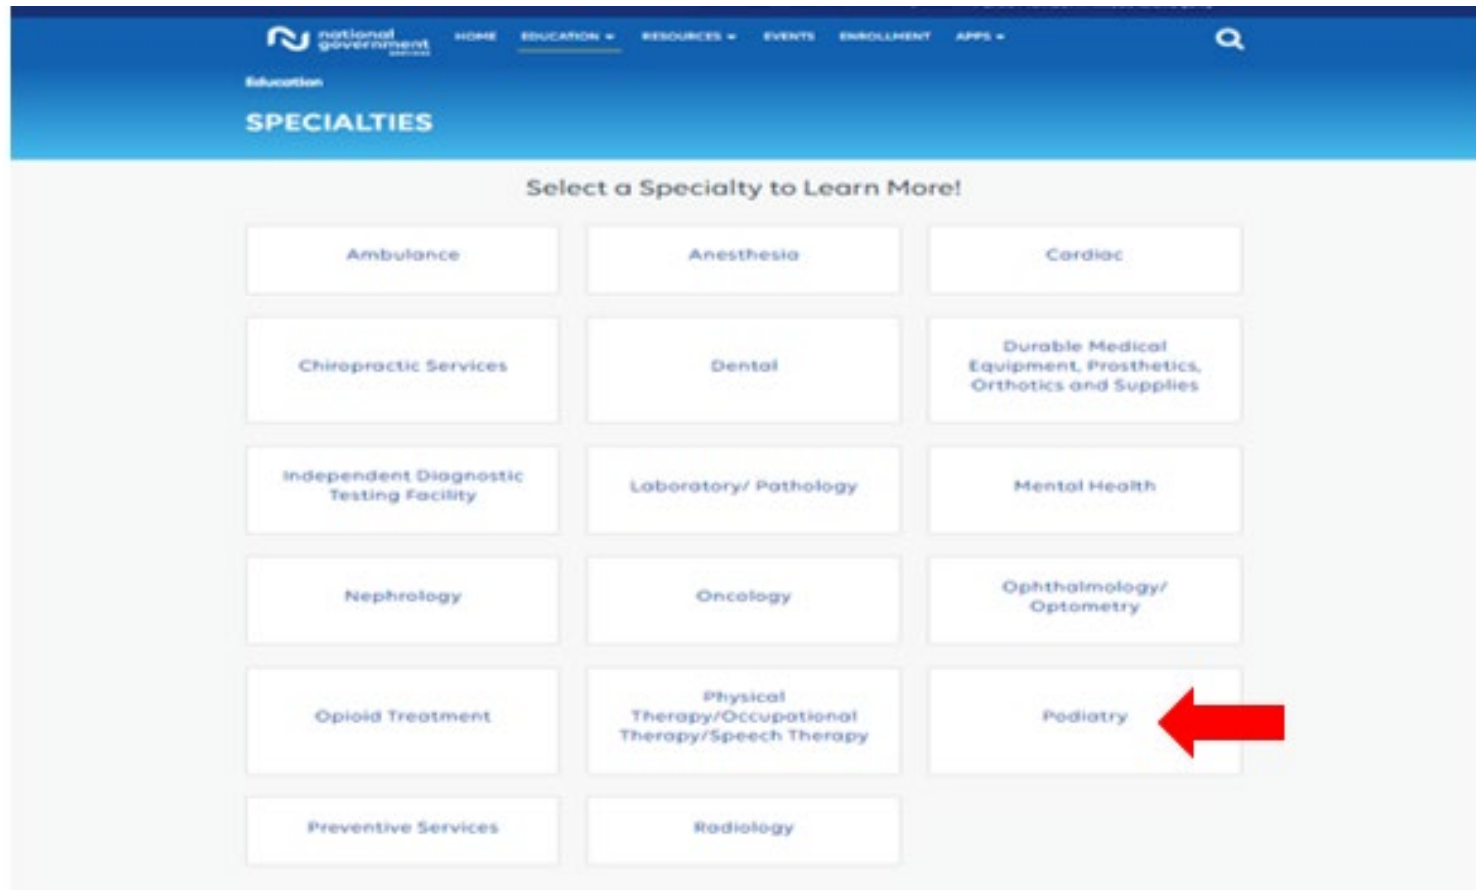 national
government
SERVICES
HOME EDUCATION RESOURCES EVENTS ENROLLMENT APPS
Education
SPECIALTIES
Select a Specialty to Learn More!
Ambulance
Anesthesia
Cardiac
Chiropractic Services
Dental
Durable Medical
Equipment, Prosthetics,
Orthotics and Supplies
Independent Diagnostic
Testing Facility
Laboratory/ Pathology
Mental Health
Nephrology
Oncology
Ophthalmology/
Optometry
Opioid Treatment
Physical
Therapy/Occupational
Therapy/Speech Therapy
Podiatry
Preventive Services
Radiology